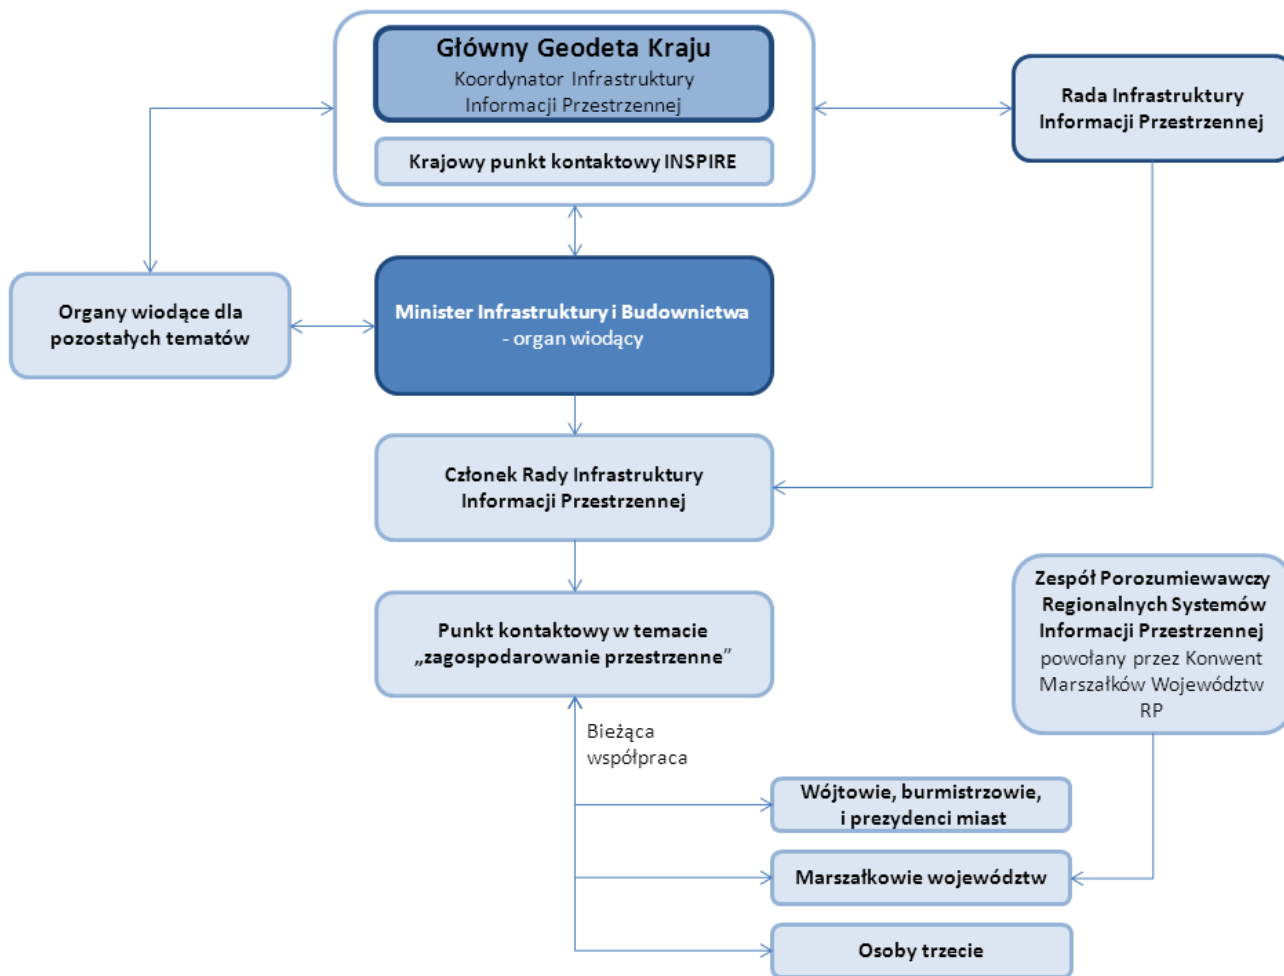 Główny Geodeta Kraju
Koordynator Infrastruktury
Informacji Przestrzennej
Krajowy punkt kontaktowy INSPIRE
Rada Infrastruktury
Informacji Przestrzennej
Organy wiodące dla
pozostałych tematów
Minister Infrastruktury i Budownictwa
- organ wiodący
Członek Rady Infrastruktury
Informacji Przestrzennej
Punkt kontaktowy w temacie
„zagospodarowanie przestrzenne”
Zespół Porozumiewawczy
Regionalnych Systemów
Informacji Przestrzennej
powołany przez Konwent
Marszałków Województw
RP
Bieżąca
współpraca
Wójtowie, burmistrzowie,
i prezydenci miast
Marszałkowie województw
Osoby trzecie